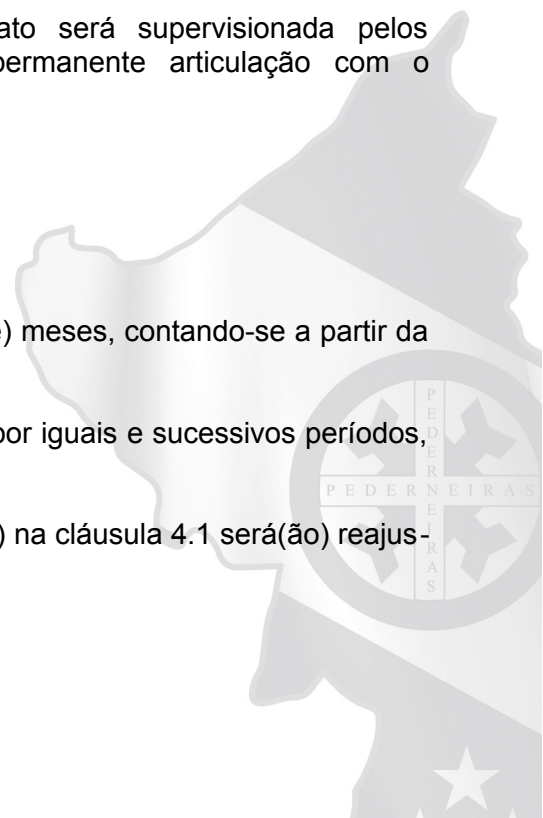 ato será supervisionada pelos
permanente articulação com o
) meses, contando-se a partir da
por iguais e sucessivos períodos,
) na cláusula 4.1 será(ão) reajus-
PEDERNEIRAS
PEDERNEIRAS